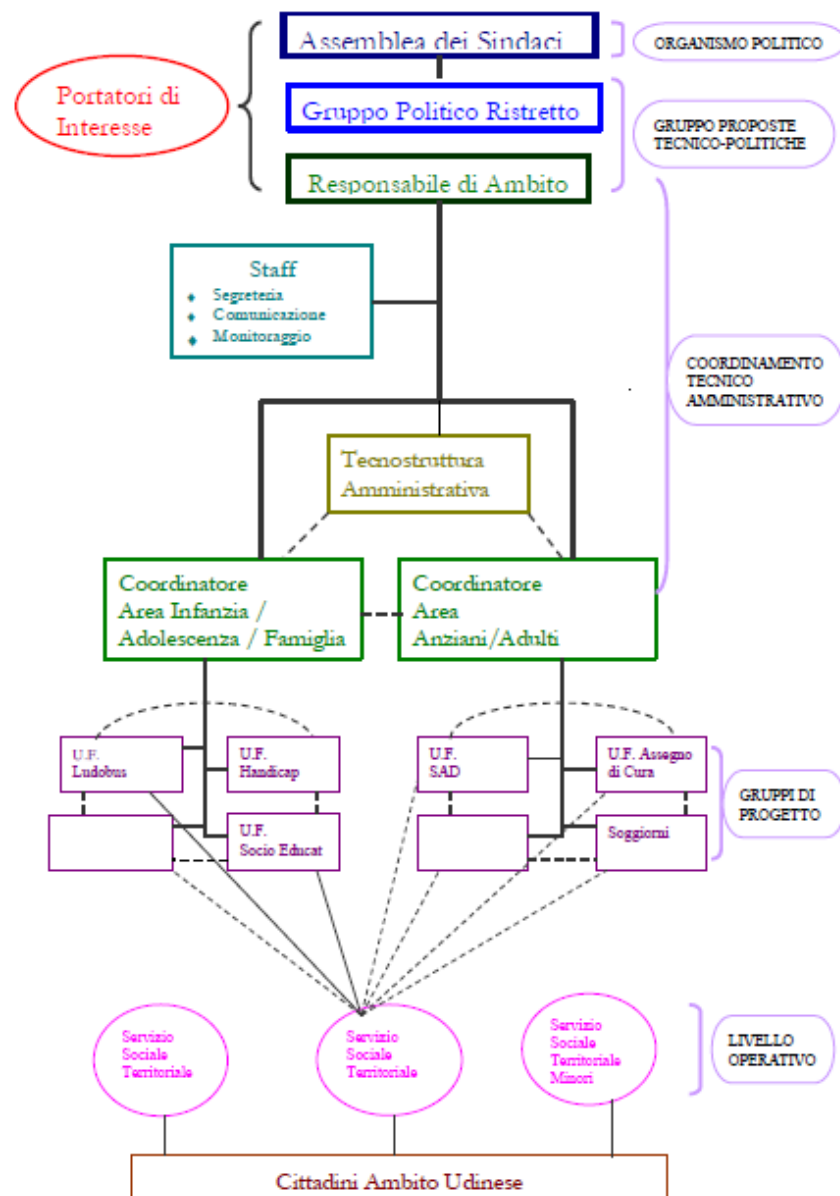 Assemblea dei Sindaci
ORGANISMO POLITICO
Portatori di
Interesse
Gruppo Politico Ristretto
GRUPPO PROPOSTE
TECNICO-POLITICHE
Responsabile di Ambito
Staff
♦ Segreteria
♦ Comunicazione
♦ Monitoraggio
COORDINAMENTO
TECNICO
AMMINISTRATIVO
Tecnostruttura
Amministrativa
Coordinatore
Area Infanzia /
Adolescenza / Famiglia
Coordinatore
Area
Anziani/Adulti
U.F.
Ludobus
U.F.
Handicap
U.F.
SAD
U.F. Assegno
di Cura
GRUPPI DI
PROGETTO
U.F.
Socio Educat
Soggiorni
Servizio
Sociale
Territoriale
Servizio
Sociale
Territoriale
Servizio
Sociale
Territoriale
Minori
LIVELLO
OPERATIVO
Cittadini Ambito Udinese